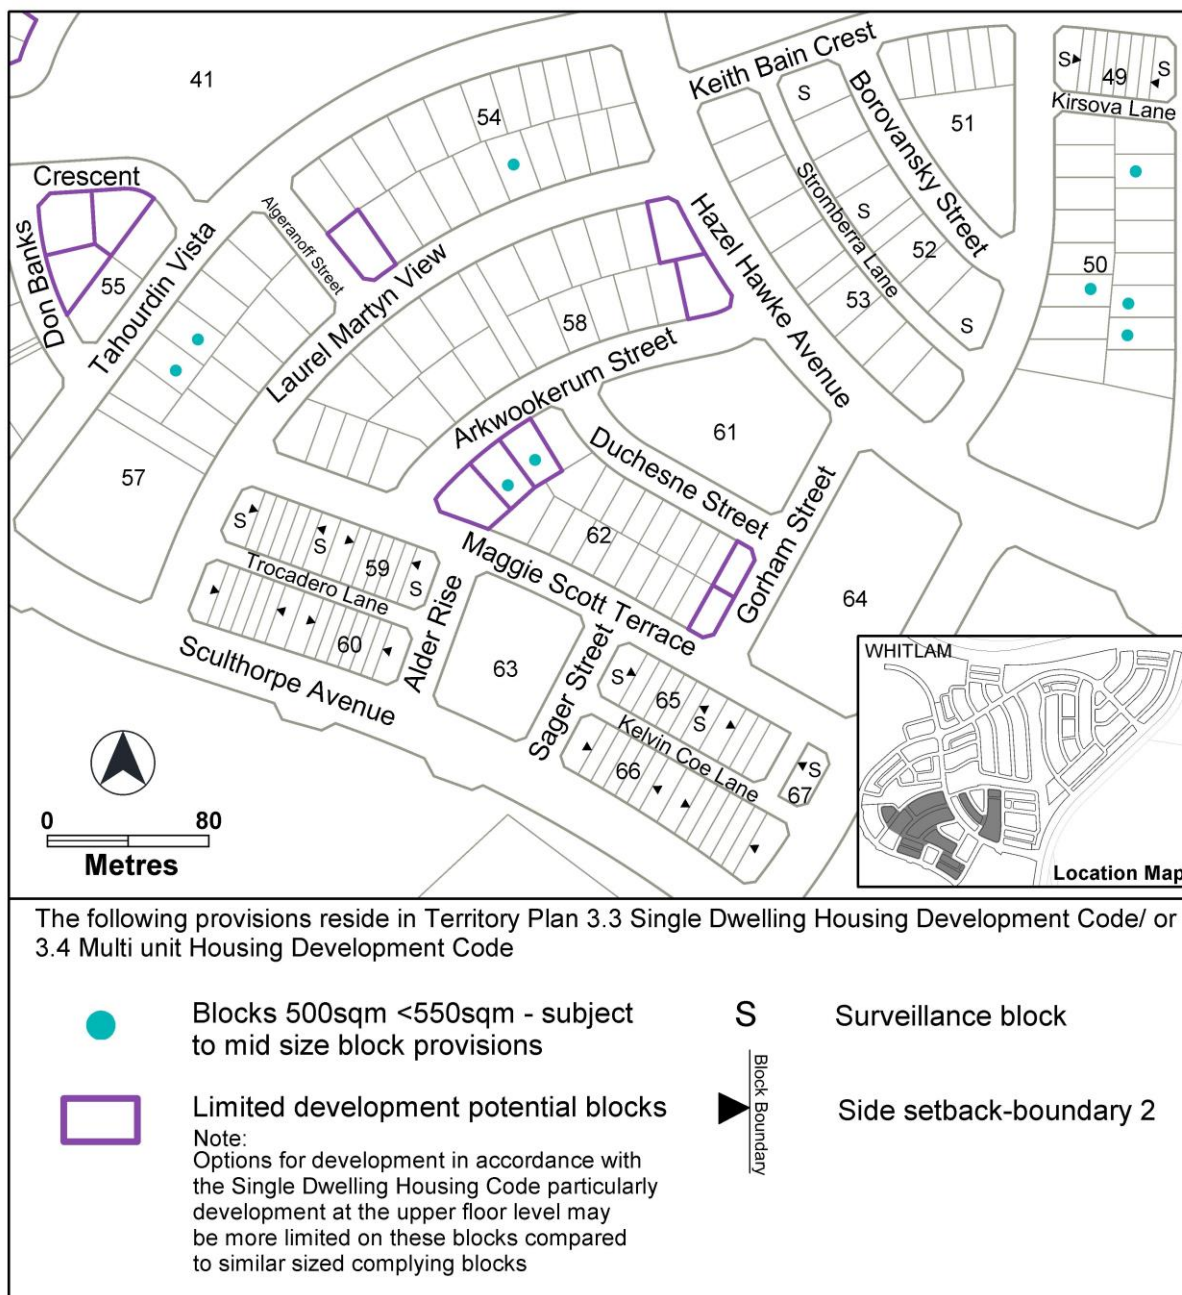 41
54
Keith Bain Crest
S
Borovansky Street
51
S
49
S
Kirsova Lane
Crescent
Don Banks
55
Tahourdin Vista
Algeranoff Street
Laurel Martyn View
58
Hazel Hawke Avenue
Stromberra Lane
S
52
53
S
50
Arkwookerum Street
61
Duchesne Street
57
62
Gorham Street
Maggie Scott Terrace
64
S
S
59
S
Trocadero Lane
60
Alder Rise
Sculthorpe Avenue
63
Sager Street
S
65
S
Kelvin Coe Lane
66
S
67
0 80
Metres
WHITLAM
Location Map
The following provisions reside in Territory Plan 3.3 Single Dwelling Housing Development Code/ or
3.4 Multi unit Housing Development Code
Blocks 500sqm <550sqm - subject
to mid size block provisions
S
Surveillance block
Limited development potential blocks
Note:
Options for development in accordance with
the Single Dwelling Housing Code particularly
development at the upper floor level may
be more limited on these blocks compared
to similar sized complying blocks
Block Boundary
Side setback-boundary 2